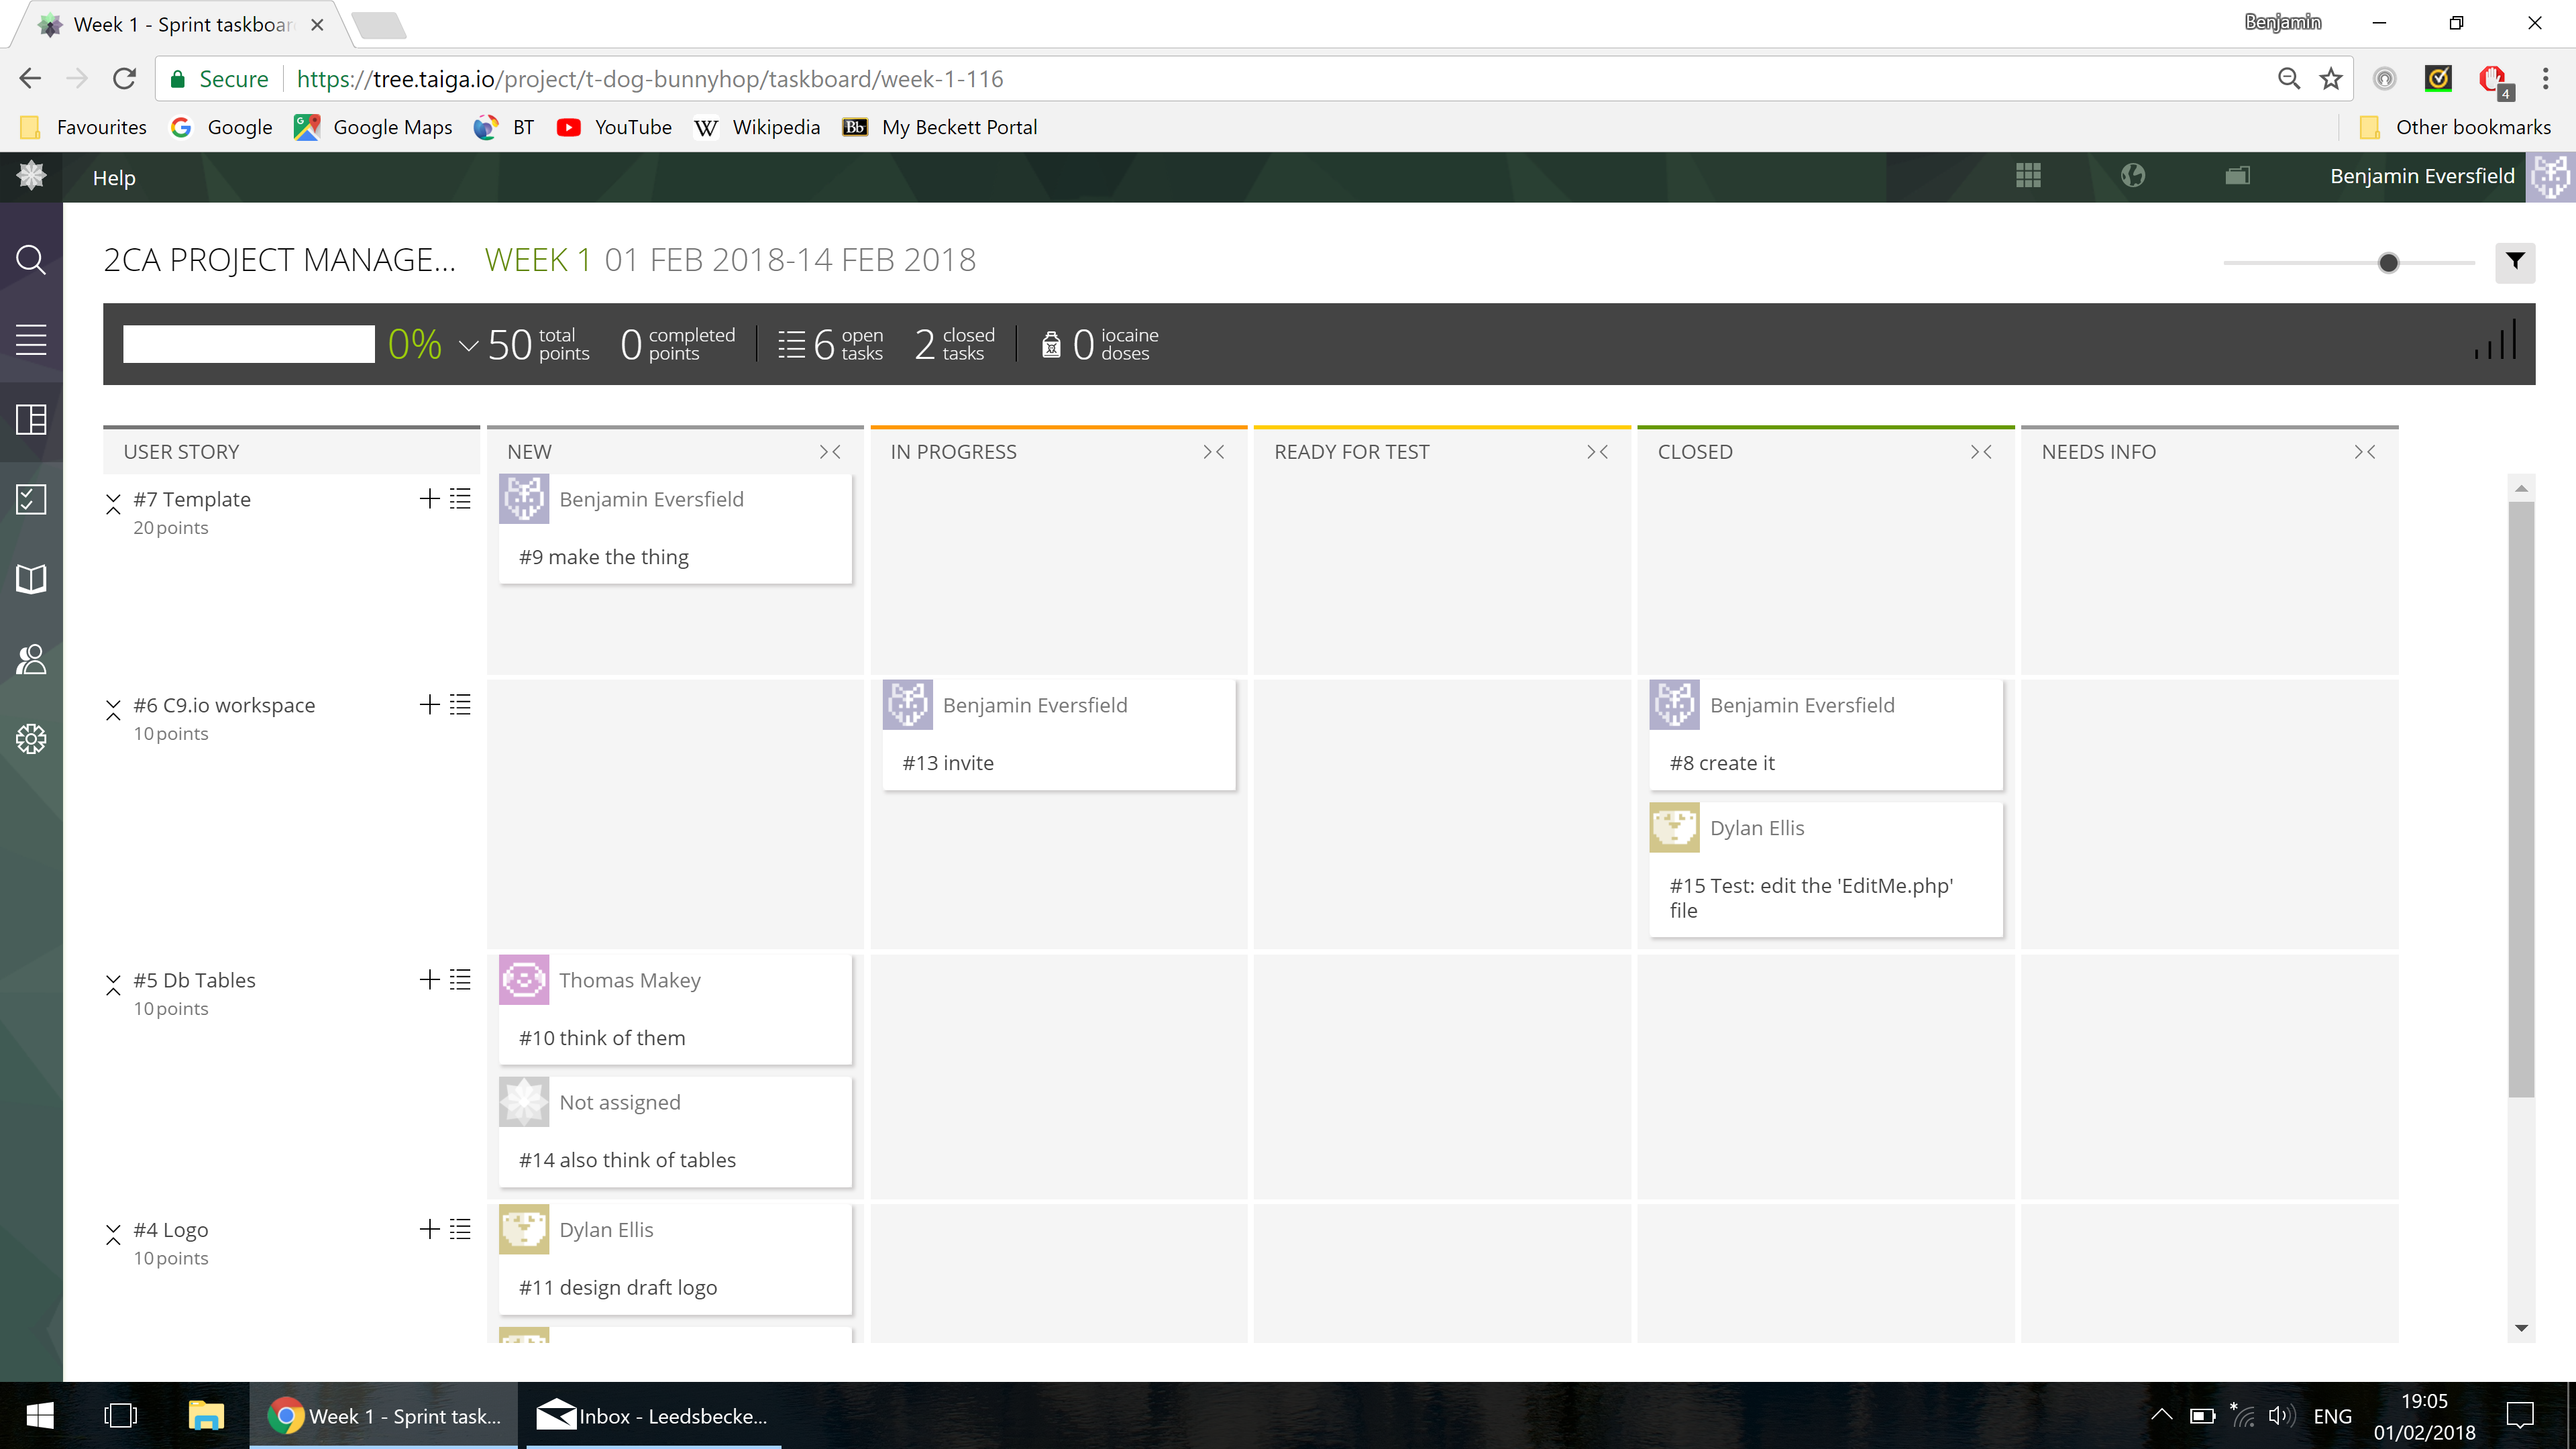 Week 1 - Sprint taskboar
Benjamin
Secure
https://tree.taiga.io/project/t-dog-bunnyhop/taskboard/week-1-116
4
Favourites
Google
Google Maps
BT
YouTube
W
Wikipedia
Bb
My Beckett Portal
Other bookmarks
Help
Benjamin Eversfield
2CA PROJECT MANAGE...
WEEK 1 01 FEB 2018-14 FEB 2018
0%
50 total points
0 completed points
6 open tasks
2 closed tasks
0 iocaine doses
USER STORY
NEW
IN PROGRESS
READY FOR TEST
CLOSED
NEEDS INFO
#7 Template
20 points
Benjamin Eversfield
#9 make the thing
#6 C9.io workspace
10 points
Benjamin Eversfield
#13 invite
Benjamin Eversfield
#8 create it
Dylan Ellis
#15 Test: edit the 'EditMe.php'
file
#5 Db Tables
10 points
Thomas Makey
#10 think of them
Not assigned
#14 also think of tables
#4 Logo
10 points
Dylan Ellis
#11 design draft logo
Week 1 - Sprint task...
Inbox - Leedsbecke...
ENG
19:05
01/02/2018